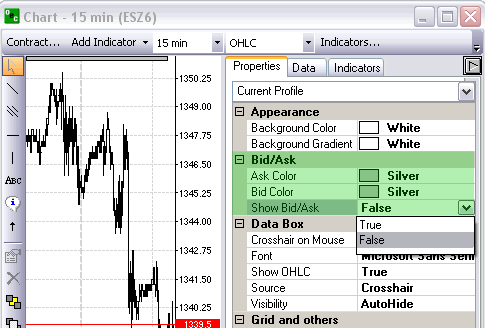 Chart - 15 min (ESZ6)
Contract... Add Indicator 15 min OHLC Indicators...
Properties Data Indicators
Current Profile
Appearance
Background Color White
Background Gradient White
Bid/Ask
Ask Color Silver
Bid Color Silver
Show Bid/Ask False
True
False
Data Box
Crosshair on Mouse
Font Microsoft Sans Seri
Show OHLC True
Source Crosshair
Visibility AutoHide
Grid and others
ABC
1350.25
1349.00
1347.75
1346.50
1345.25
1344.00
1342.75
1341.50
1340.25
1339.5